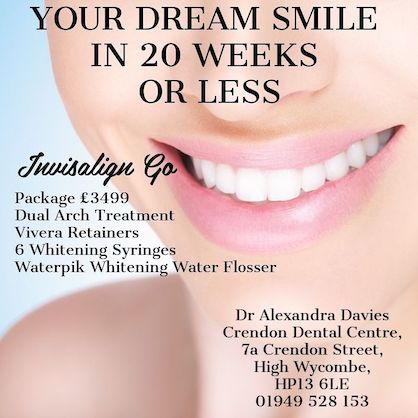 YOUR DREAM SMILE
IN 20 WEEKS
OR LESS
Invisalign Go
Package £3499
Dual Arch Treatment
Vivera Retainers
6 Whitening Syringes
Waterpik Whitening Water Flosser
Dr Alexandra Davies
Crendon Dental Centre,
7a Crendon Street,
High Wycombe,
HP13 6LE
01949 528 153